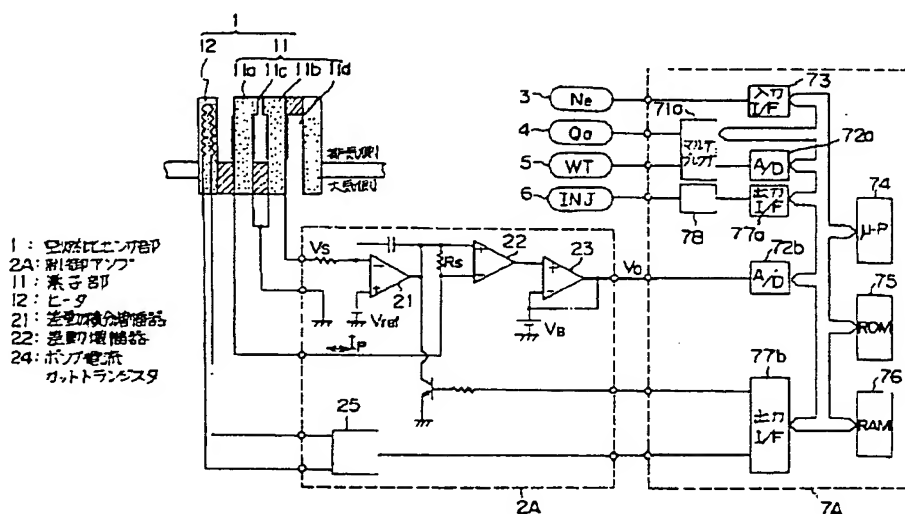 1
12
11
11a 11c 11b 11d
排気側
大気側
3
Ne
4
Qa
5
WT
6
INJ
71a
マルチプレクサ
73
入力
I/F
72a
A/D
出力
I/F
77a
78
74
μ-P
72b
A/D
75
ROM
76
RAM
77b
出力
I/F
7A
VS
21
Vref
IP
RS
22
23
VB
VO
25
2A
1: 空燃比センサ部
2A: 制御アンプ
11: 素子部
12: ヒータ
21: 差動積分増幅器
22: 差動増幅器
24: ポンプ電流
カットトランジスタ